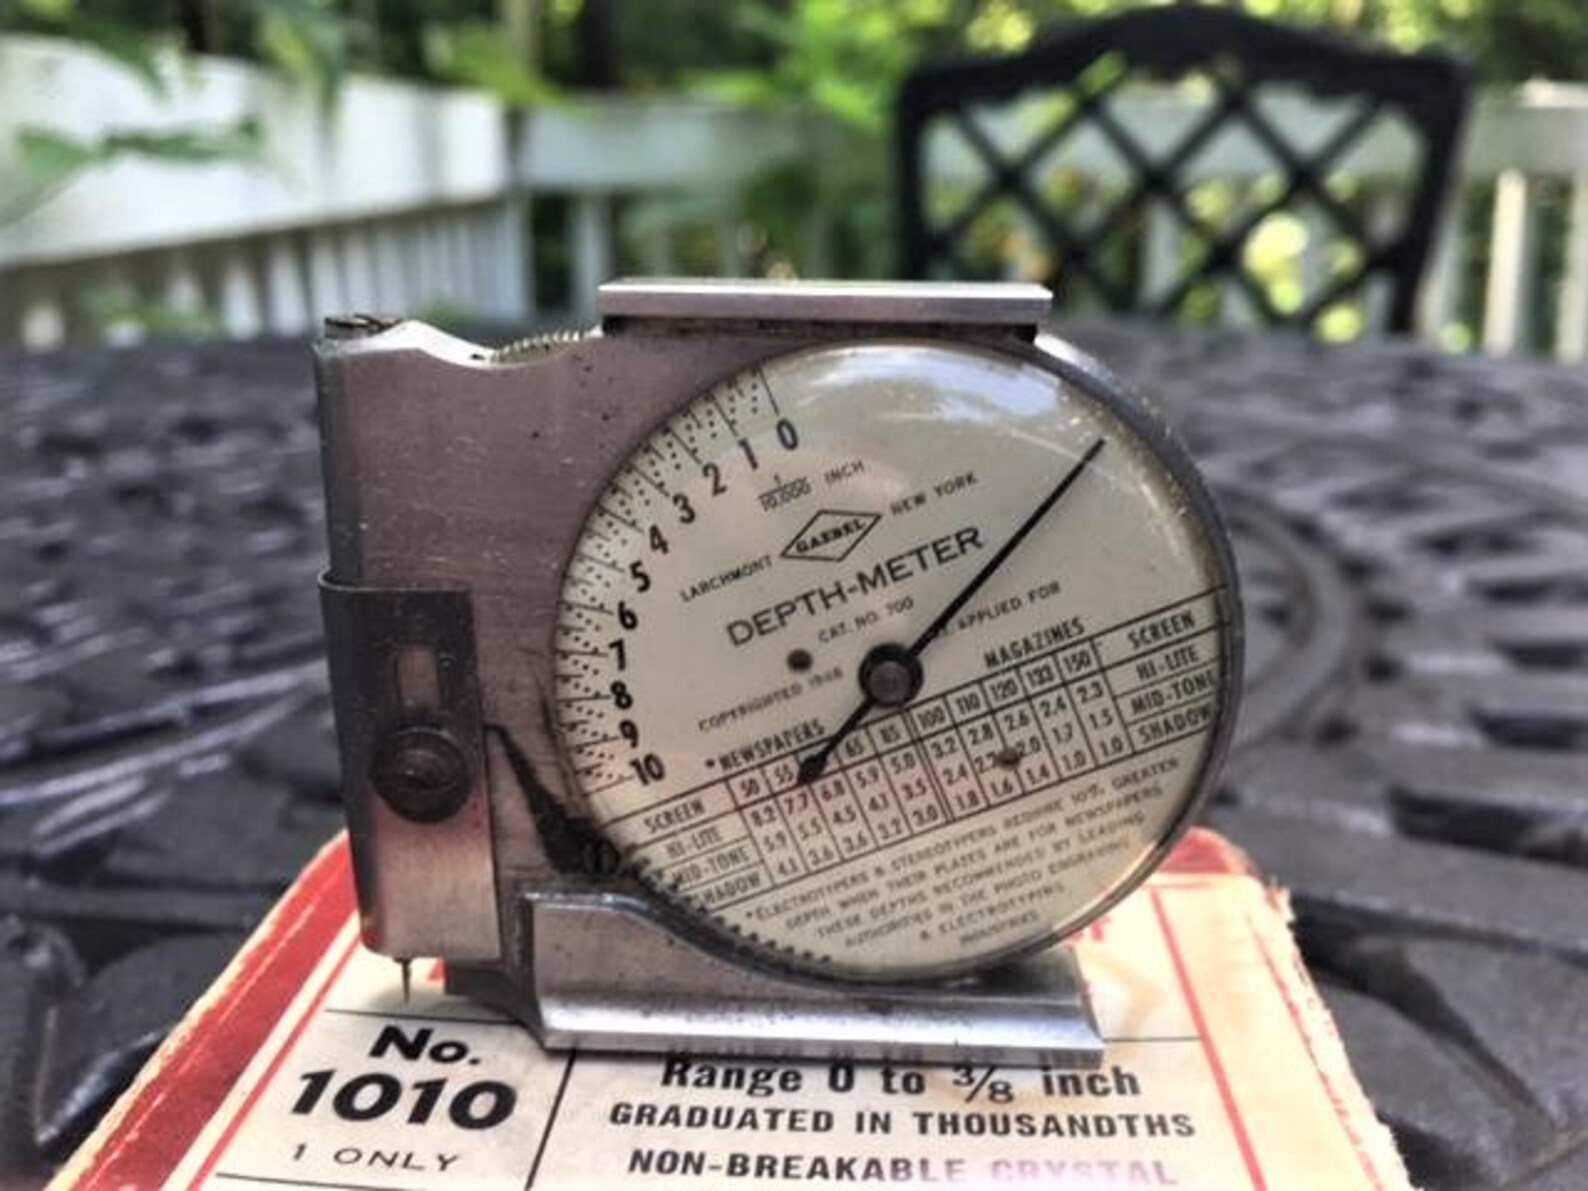 0
1
2
3
4
5
6
7
8
9
10
1/10.000 INCH
LARCHMONT GAEBEL NEW YORK
DEPTH-METER
CAT. NO. 700
APPLIED FOR
COPYRIGHTED 1948
*NEWSPAPERS MAGAZINES
SCREEN 50 55 65 85 100 110 120 133 150 SCREEN
HI-LITE 8.2 7.7 6.8 5.9 5.0 3.2 2.8 2.6 2.4 2.3 HI-LITE
MID-TONE 5.9 5.5 4.5 4.1 3.5 2.4 2.0 1.7 1.5 MID-TONE
SHADOW 4.1 3.6 3.6 3.2 3.0 1.8 1.6 1.4 1.0 1.0 SHADOW
*ELECTROTYPERS & STEREOTYPERS REQUIRE 10% GREATER
DEPTH WHEN THEIR PLATES ARE FOR NEWSPAPERS
THESE DEPTHS RECOMMENDED BY LEADING
AUTHORITIES IN THE PHOTO ENGRAVING
& ELECTROTYPING
INDUSTRIES
No.
1010
1 ONLY
Range 0 to 3/8 inch
GRADUATED IN THOUSANDTHS
NON-BREAKABLE CRYSTAL